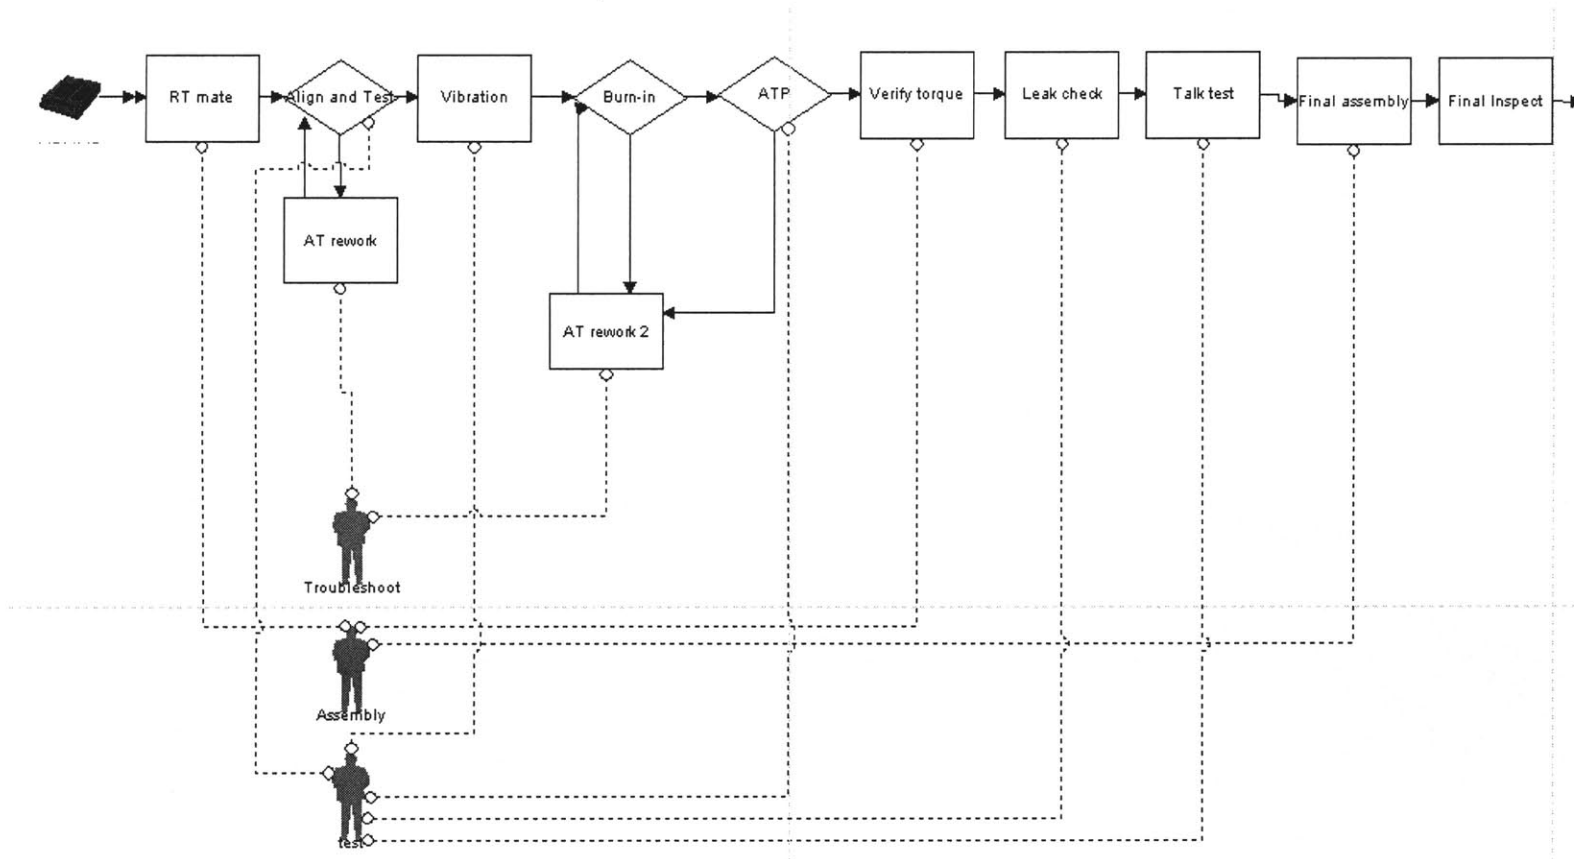 RT mate
Align and Test
Vibration
Burn-in
ATP
Verify torque
Leak check
Talk test
Final assembly
Final Inspect
AT rework
AT rework 2
Troubleshoot
Assembly
test